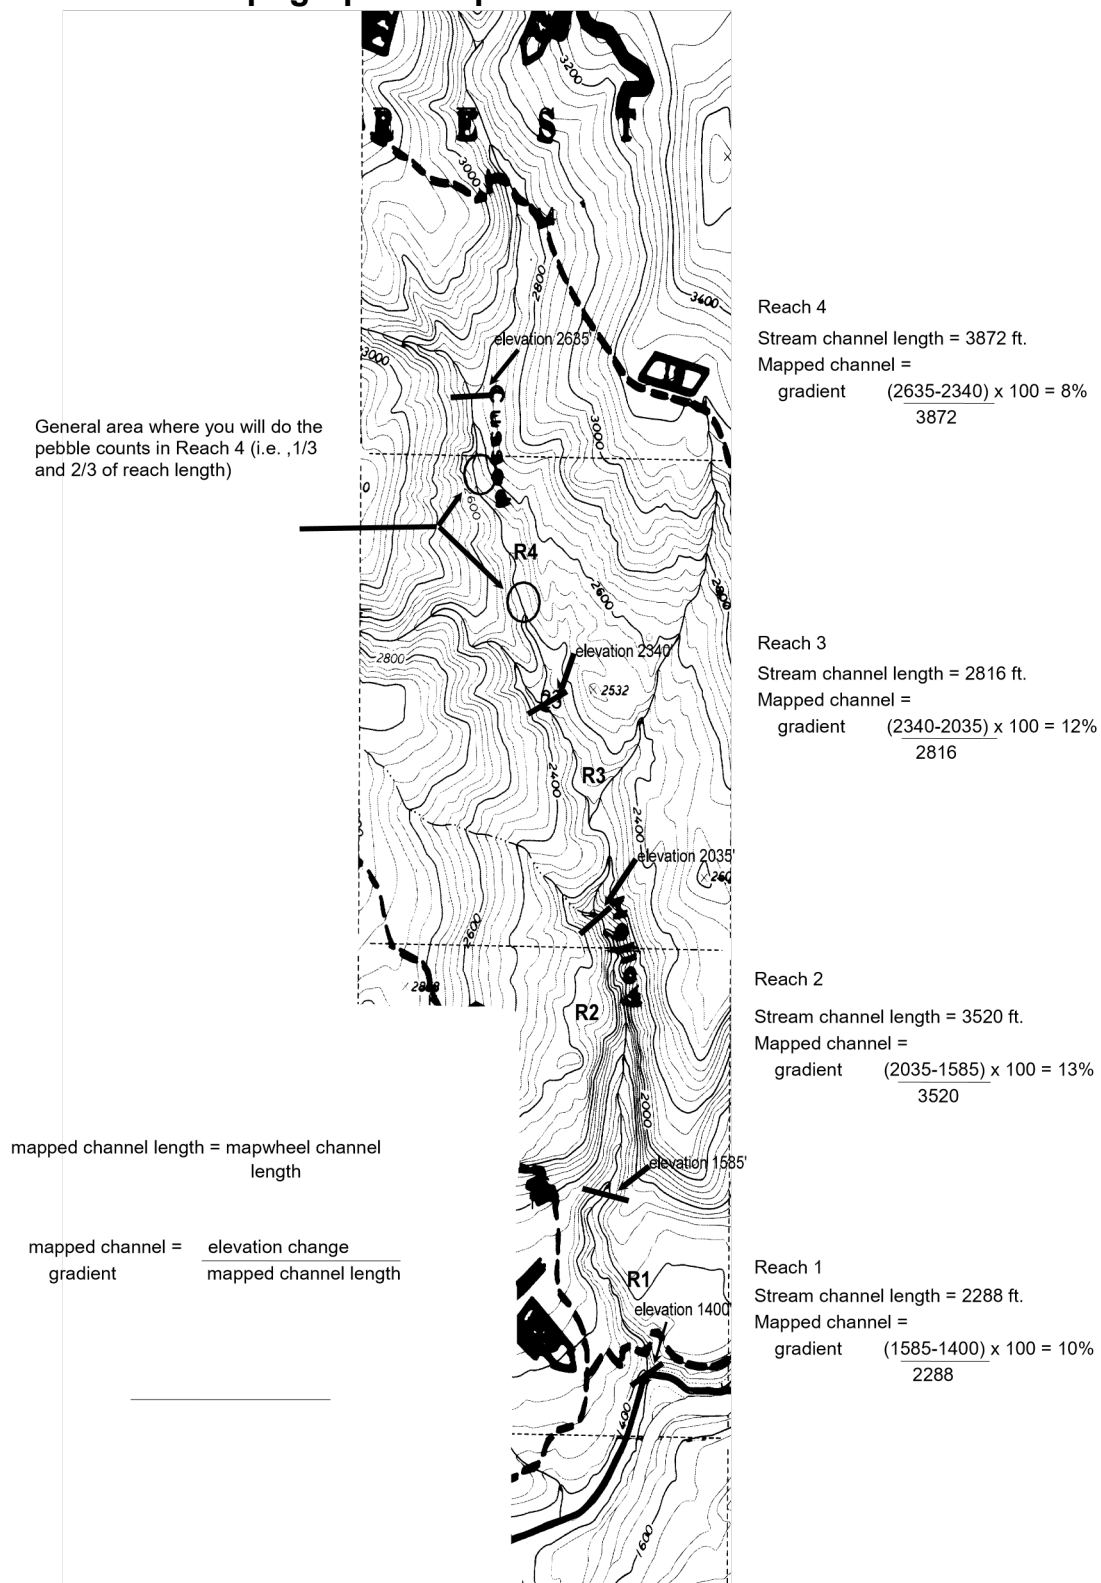 R E S T
3200
3000
2800
3400
elevation 2635'
3000
Cussed
3000
2600
R4
2600
2800
2800
elevation 2340'
2532
2400
R3
2400
elevation 2035'
2600
R2
2000
elevation 1585'
R1
elevation 1400'
1400
1600
General area where you will do the
pebble counts in Reach 4 (i.e. ,1/3
and 2/3 of reach length)
mapped channel length = mapwheel channel
length
mapped channel = elevation change
gradient mapped channel length
Reach 4
Stream channel length = 3872 ft.
Mapped channel =
gradient (2635-2340) x 100 = 8%
3872
Reach 3
Stream channel length = 2816 ft.
Mapped channel =
gradient (2340-2035) x 100 = 12%
2816
Reach 2
Stream channel length = 3520 ft.
Mapped channel =
gradient (2035-1585) x 100 = 13%
3520
Reach 1
Stream channel length = 2288 ft.
Mapped channel =
gradient (1585-1400) x 100 = 10%
2288